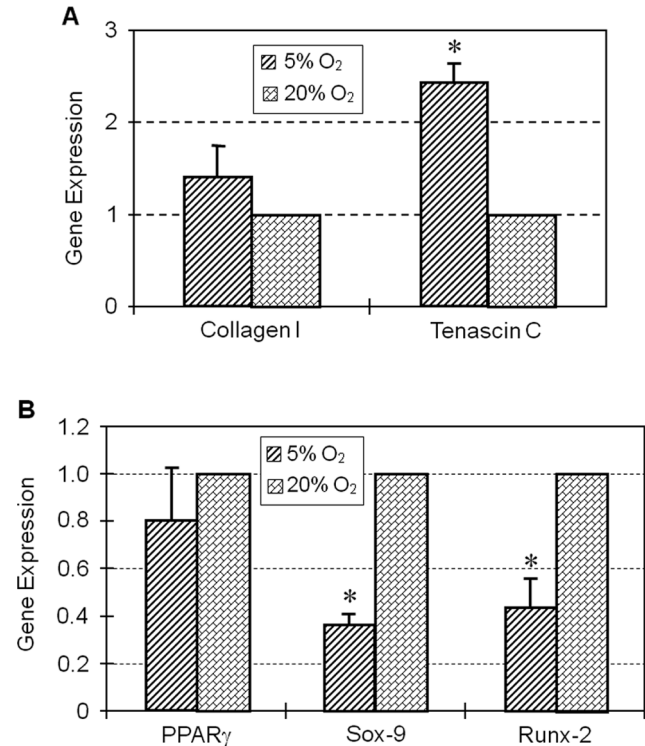 A
3
2
1
0
Gene Expression
5% O₂
20% O₂
*
Collagen I
Tenascin C
B
1.2
1.0
0.8
0.6
0.4
0.2
0
Gene Expression
5% O₂
20% O₂
*
*
PPARγ
Sox-9
Runx-2